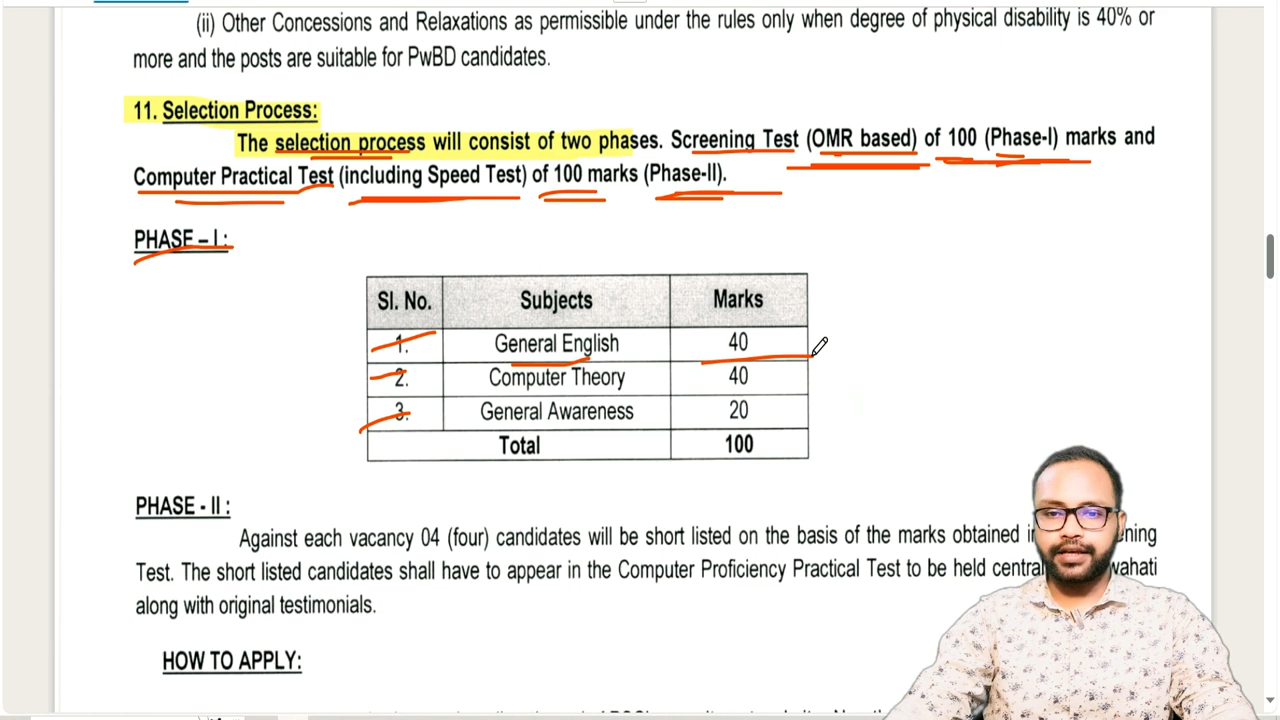 (ii) Other Concessions and Relaxations as permissible under the rules only when degree of physical disability is 40% or
more and the posts are suitable for PwBD candidates.
11. Selection Process:
The selection process will consist of two phases. Screening Test (OMR based) of 100 (Phase-I) marks and
Computer Practical Test (including Speed Test) of 100 marks (Phase-II).
PHASE – I :
Sl. No. Subjects Marks
1. General English 40
2. Computer Theory 40
3. General Awareness 20
Total 100
PHASE - II :
Against each vacancy 04 (four) candidates will be short listed on the basis of the marks obtained
Test. The short listed candidates shall have to appear in the Computer Proficiency Practical Test to be held
along with original testimonials.
HOW TO APPLY: